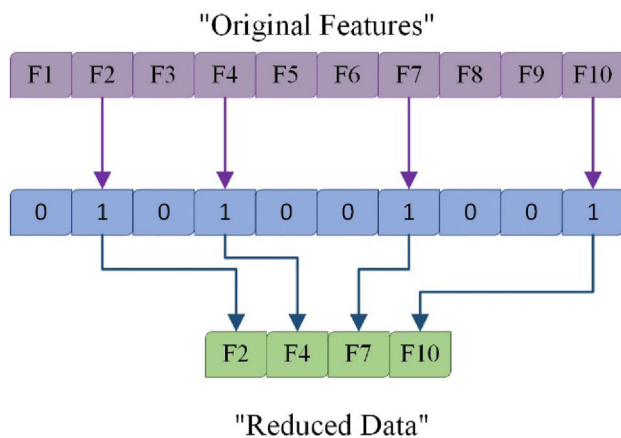 "Original Features"
F1 F2 F3 F4 F5 F6 F7 F8 F9 F10
0 1 0 1 0 0 1 0 0 1
F2 F4 F7 F10
"Reduced Data"